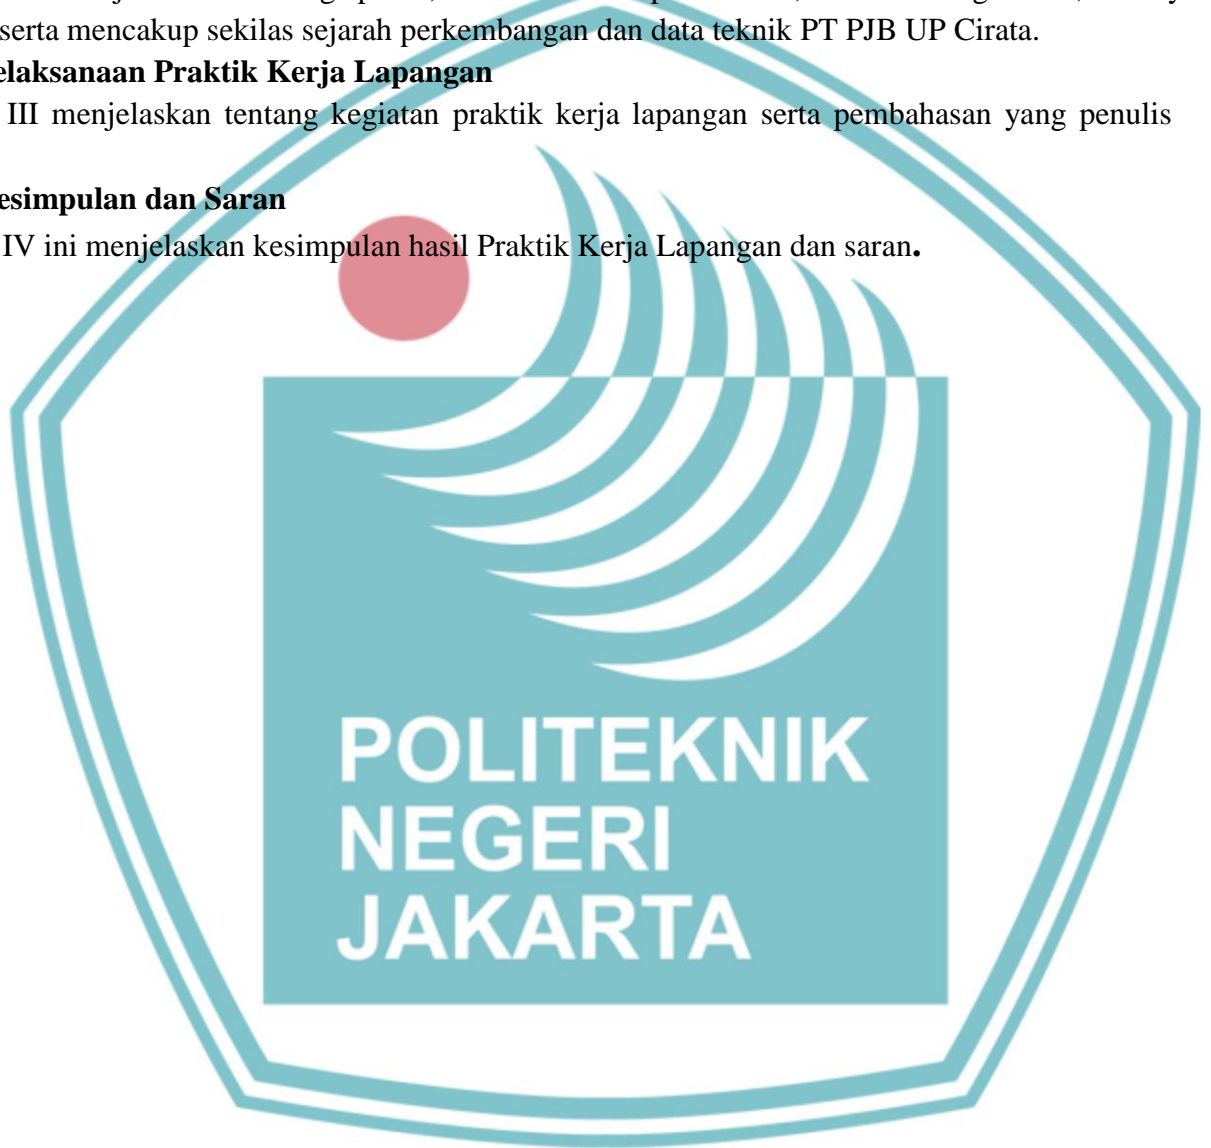 serta mencakup sekilas sejarah perkembangan dan data teknik PT PJB UP Cirata.
elaksanaan Praktik Kerja Lapangan
III menjelaskan tentang kegiatan praktik kerja lapangan serta pembahasan yang penulis
esimpulan dan Saran
IV ini menjelaskan kesimpulan hasil Praktik Kerja Lapangan dan saran.
POLITEKNIK
NEGERI
JAKARTA